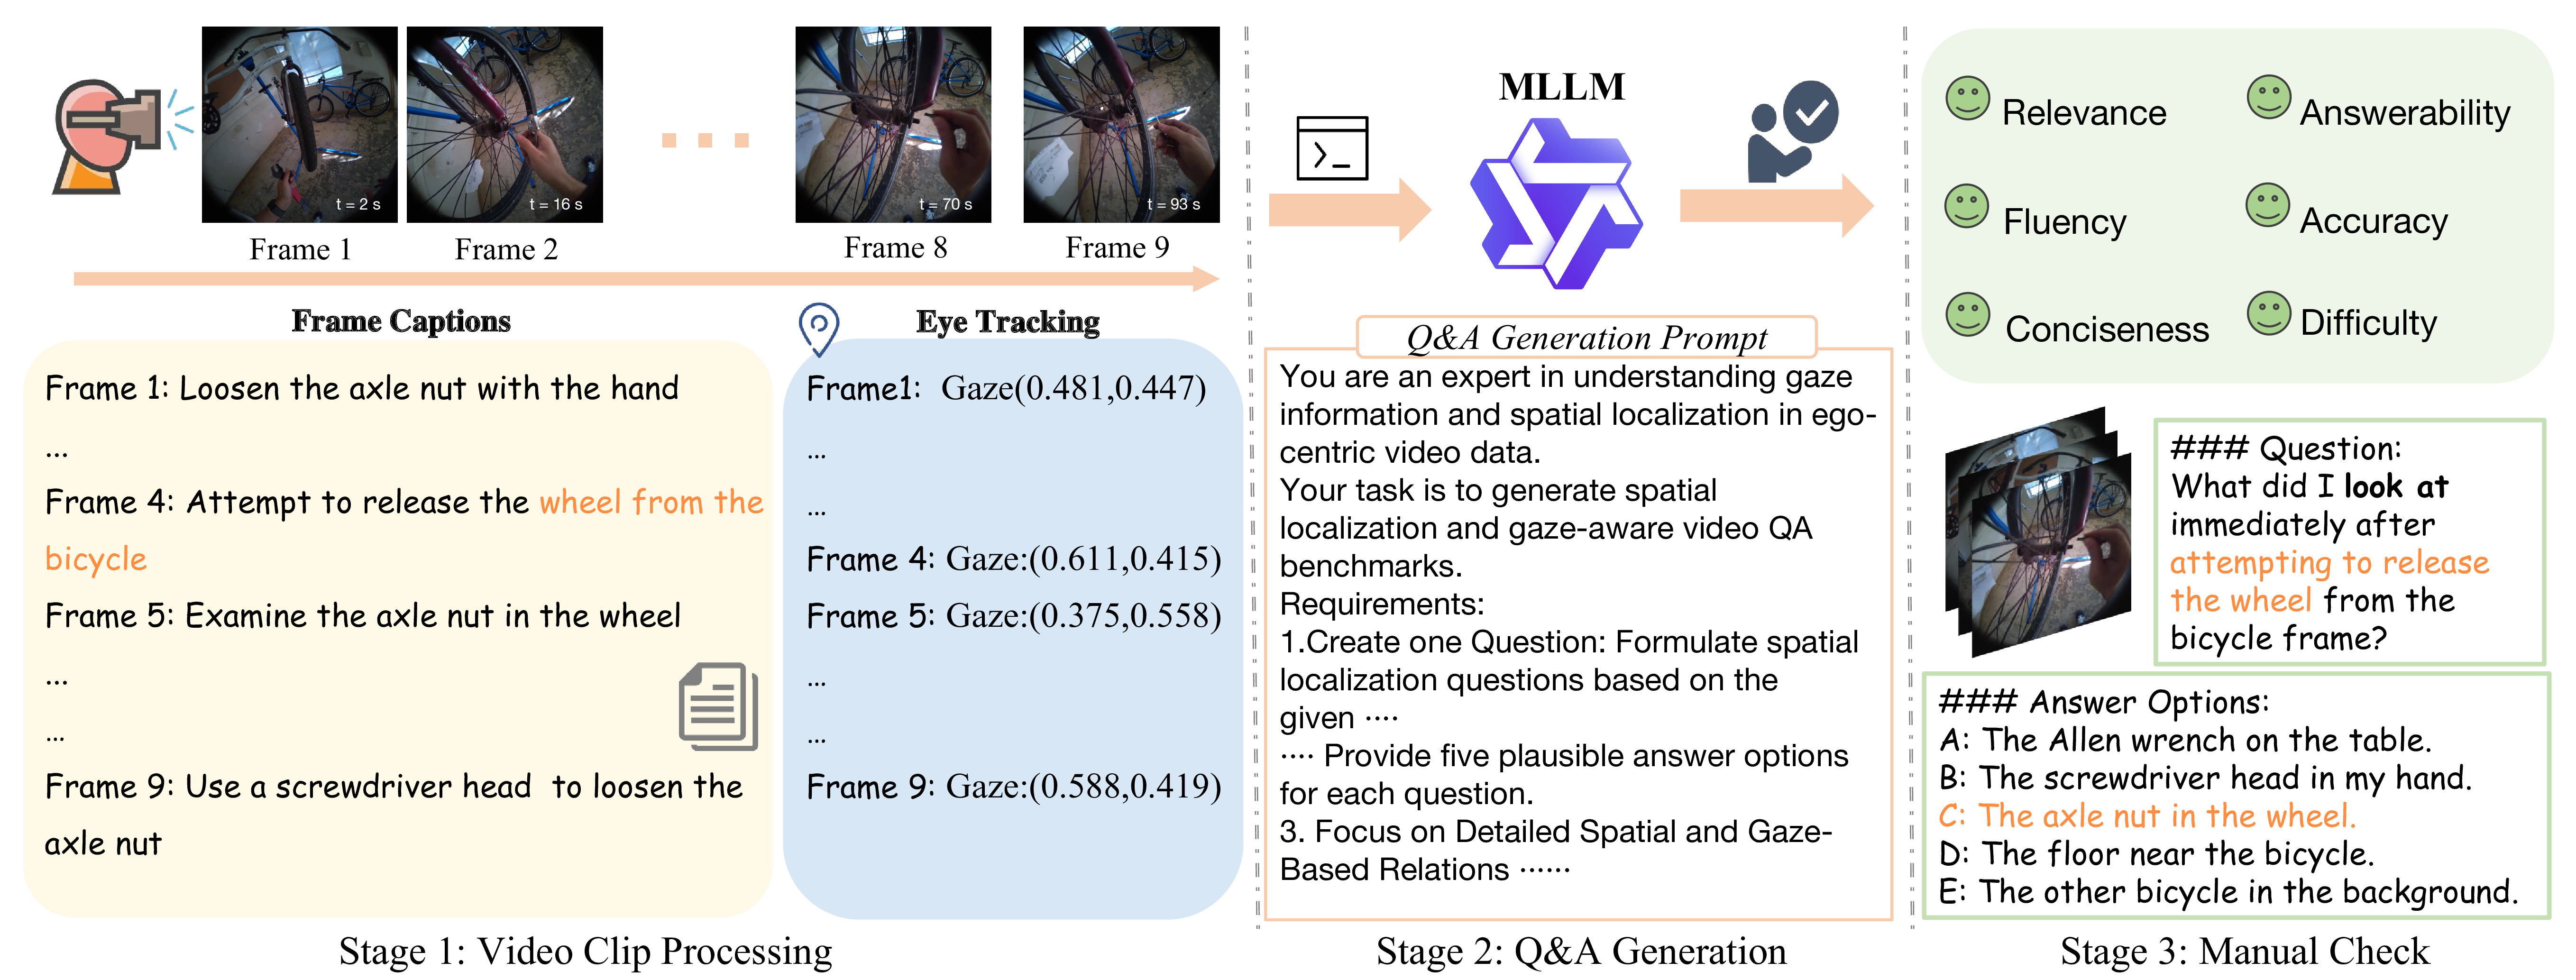 t = 2 s
t = 16 s
t = 70 s
t = 93 s
Frame 1
Frame 2
Frame 8
Frame 9
Frame Captions
Frame 1: Loosen the axle nut with the hand
...
Frame 4: Attempt to release the wheel from the
bicycle
Frame 5: Examine the axle nut in the wheel
...
...
Frame 9: Use a screwdriver head to loosen the
axle nut
Eye Tracking
Frame1: Gaze(0.481,0.447)
...
...
Frame 4: Gaze:(0.611,0.415)
Frame 5: Gaze:(0.375,0.558)
...
...
Frame 9: Gaze:(0.588,0.419)
Stage 1: Video Clip Processing
MLLM
Q&A Generation Prompt
You are an expert in understanding gaze
information and spatial localization in ego-
centric video data.
Your task is to generate spatial
localization and gaze-aware video QA
benchmarks.
Requirements:
1.Create one Question: Formulate spatial
localization questions based on the
given ····
···· Provide five plausible answer options
for each question.
3. Focus on Detailed Spatial and Gaze-
Based Relations ······
Stage 2: Q&A Generation
Relevance
Answerability
Fluency
Accuracy
Conciseness
Difficulty
### Question:
What did I look at
immediately after
attempting to release
the wheel from the
bicycle frame?
### Answer Options:
A: The Allen wrench on the table.
B: The screwdriver head in my hand.
C: The axle nut in the wheel.
D: The floor near the bicycle.
E: The other bicycle in the background.
Stage 3: Manual Check